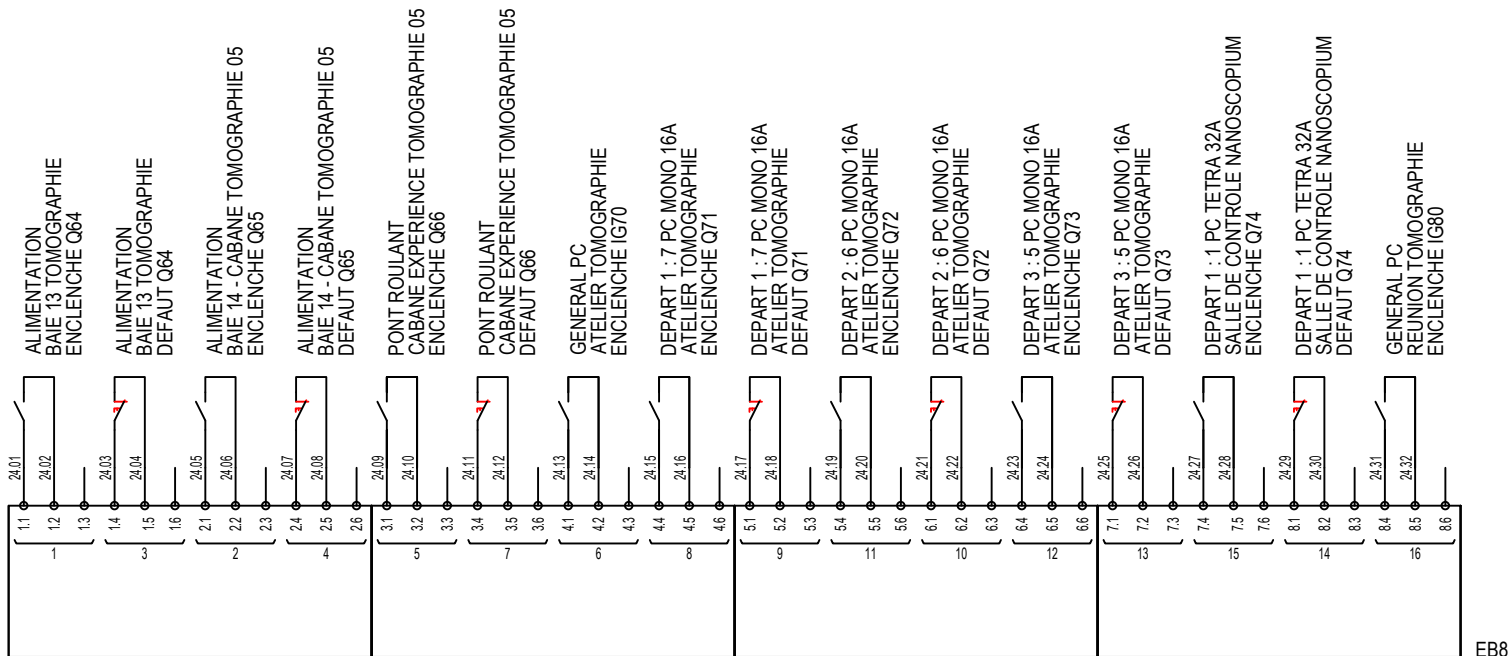 ALIMENTATION
BAIE 13 TOMOGRAPHIE
ENCLENCHE Q64
ALIMENTATION
BAIE 13 TOMOGRAPHIE
DEFAUT Q64
ALIMENTATION
BAIE 14 - CABANE TOMOGRAPHIE 05
ENCLENCHE Q65
ALIMENTATION
BAIE 14 - CABANE TOMOGRAPHIE 05
DEFAUT Q65
PONT ROULANT
CABANE EXPERIENCE TOMOGRAPHIE 05
ENCLENCHE Q66
PONT ROULANT
CABANE EXPERIENCE TOMOGRAPHIE 05
DEFAUT Q66
GENERAL PC
ATELIER TOMOGRAPHIE
ENCLENCHE IG70
DEPART 1 : 7 PC MONO 16A
ATELIER TOMOGRAPHIE
ENCLENCHE Q71
DEPART 1 : 7 PC MONO 16A
ATELIER TOMOGRAPHIE
DEFAUT Q71
DEPART 2 : 6 PC MONO 16A
ATELIER TOMOGRAPHIE
ENCLENCHE Q72
DEPART 2 : 6 PC MONO 16A
ATELIER TOMOGRAPHIE
DEFAUT Q72
DEPART 3 : 5 PC MONO 16A
ATELIER TOMOGRAPHIE
ENCLENCHE Q73
DEPART 3 : 5 PC MONO 16A
ATELIER TOMOGRAPHIE
DEFAUT Q73
DEPART 1 : 1 PC TETRA 32A
SALLE DE CONTROLE NANOSCOPIUM
ENCLENCHE Q74
DEPART 1 : 1 PC TETRA 32A
SALLE DE CONTROLE NANOSCOPIUM
DEFAUT Q74
GENERAL PC
REUNION TOMOGRAPHIE
ENCLENCHE IG80
24.01 24.02 24.03 24.04 24.05 24.06 24.07 24.08 24.09 24.10 24.11 24.12 24.13 24.14 24.15 24.16 24.17 24.18 24.19 24.20 24.21 24.22 24.23 24.24 24.25 24.26 24.27 24.28 24.29 24.30 24.31 24.32
1.1 1.2 1.3 1.4 1.5 1.6 2.1 2.2 2.3 2.4 2.5 2.6 3.1 3.2 3.3 3.4 3.5 3.6 4.1 4.2 4.3 4.4 4.5 4.6 5.1 5.2 5.3 5.4 5.5 5.6 6.1 6.2 6.3 6.4 6.5 6.6 7.1 7.2 7.3 7.4 7.5 7.6 8.1 8.2 8.3 8.4 8.5 8.6
1 3 2 4 5 7 6 8 9 11 10 12 13 15 14 16
EB8